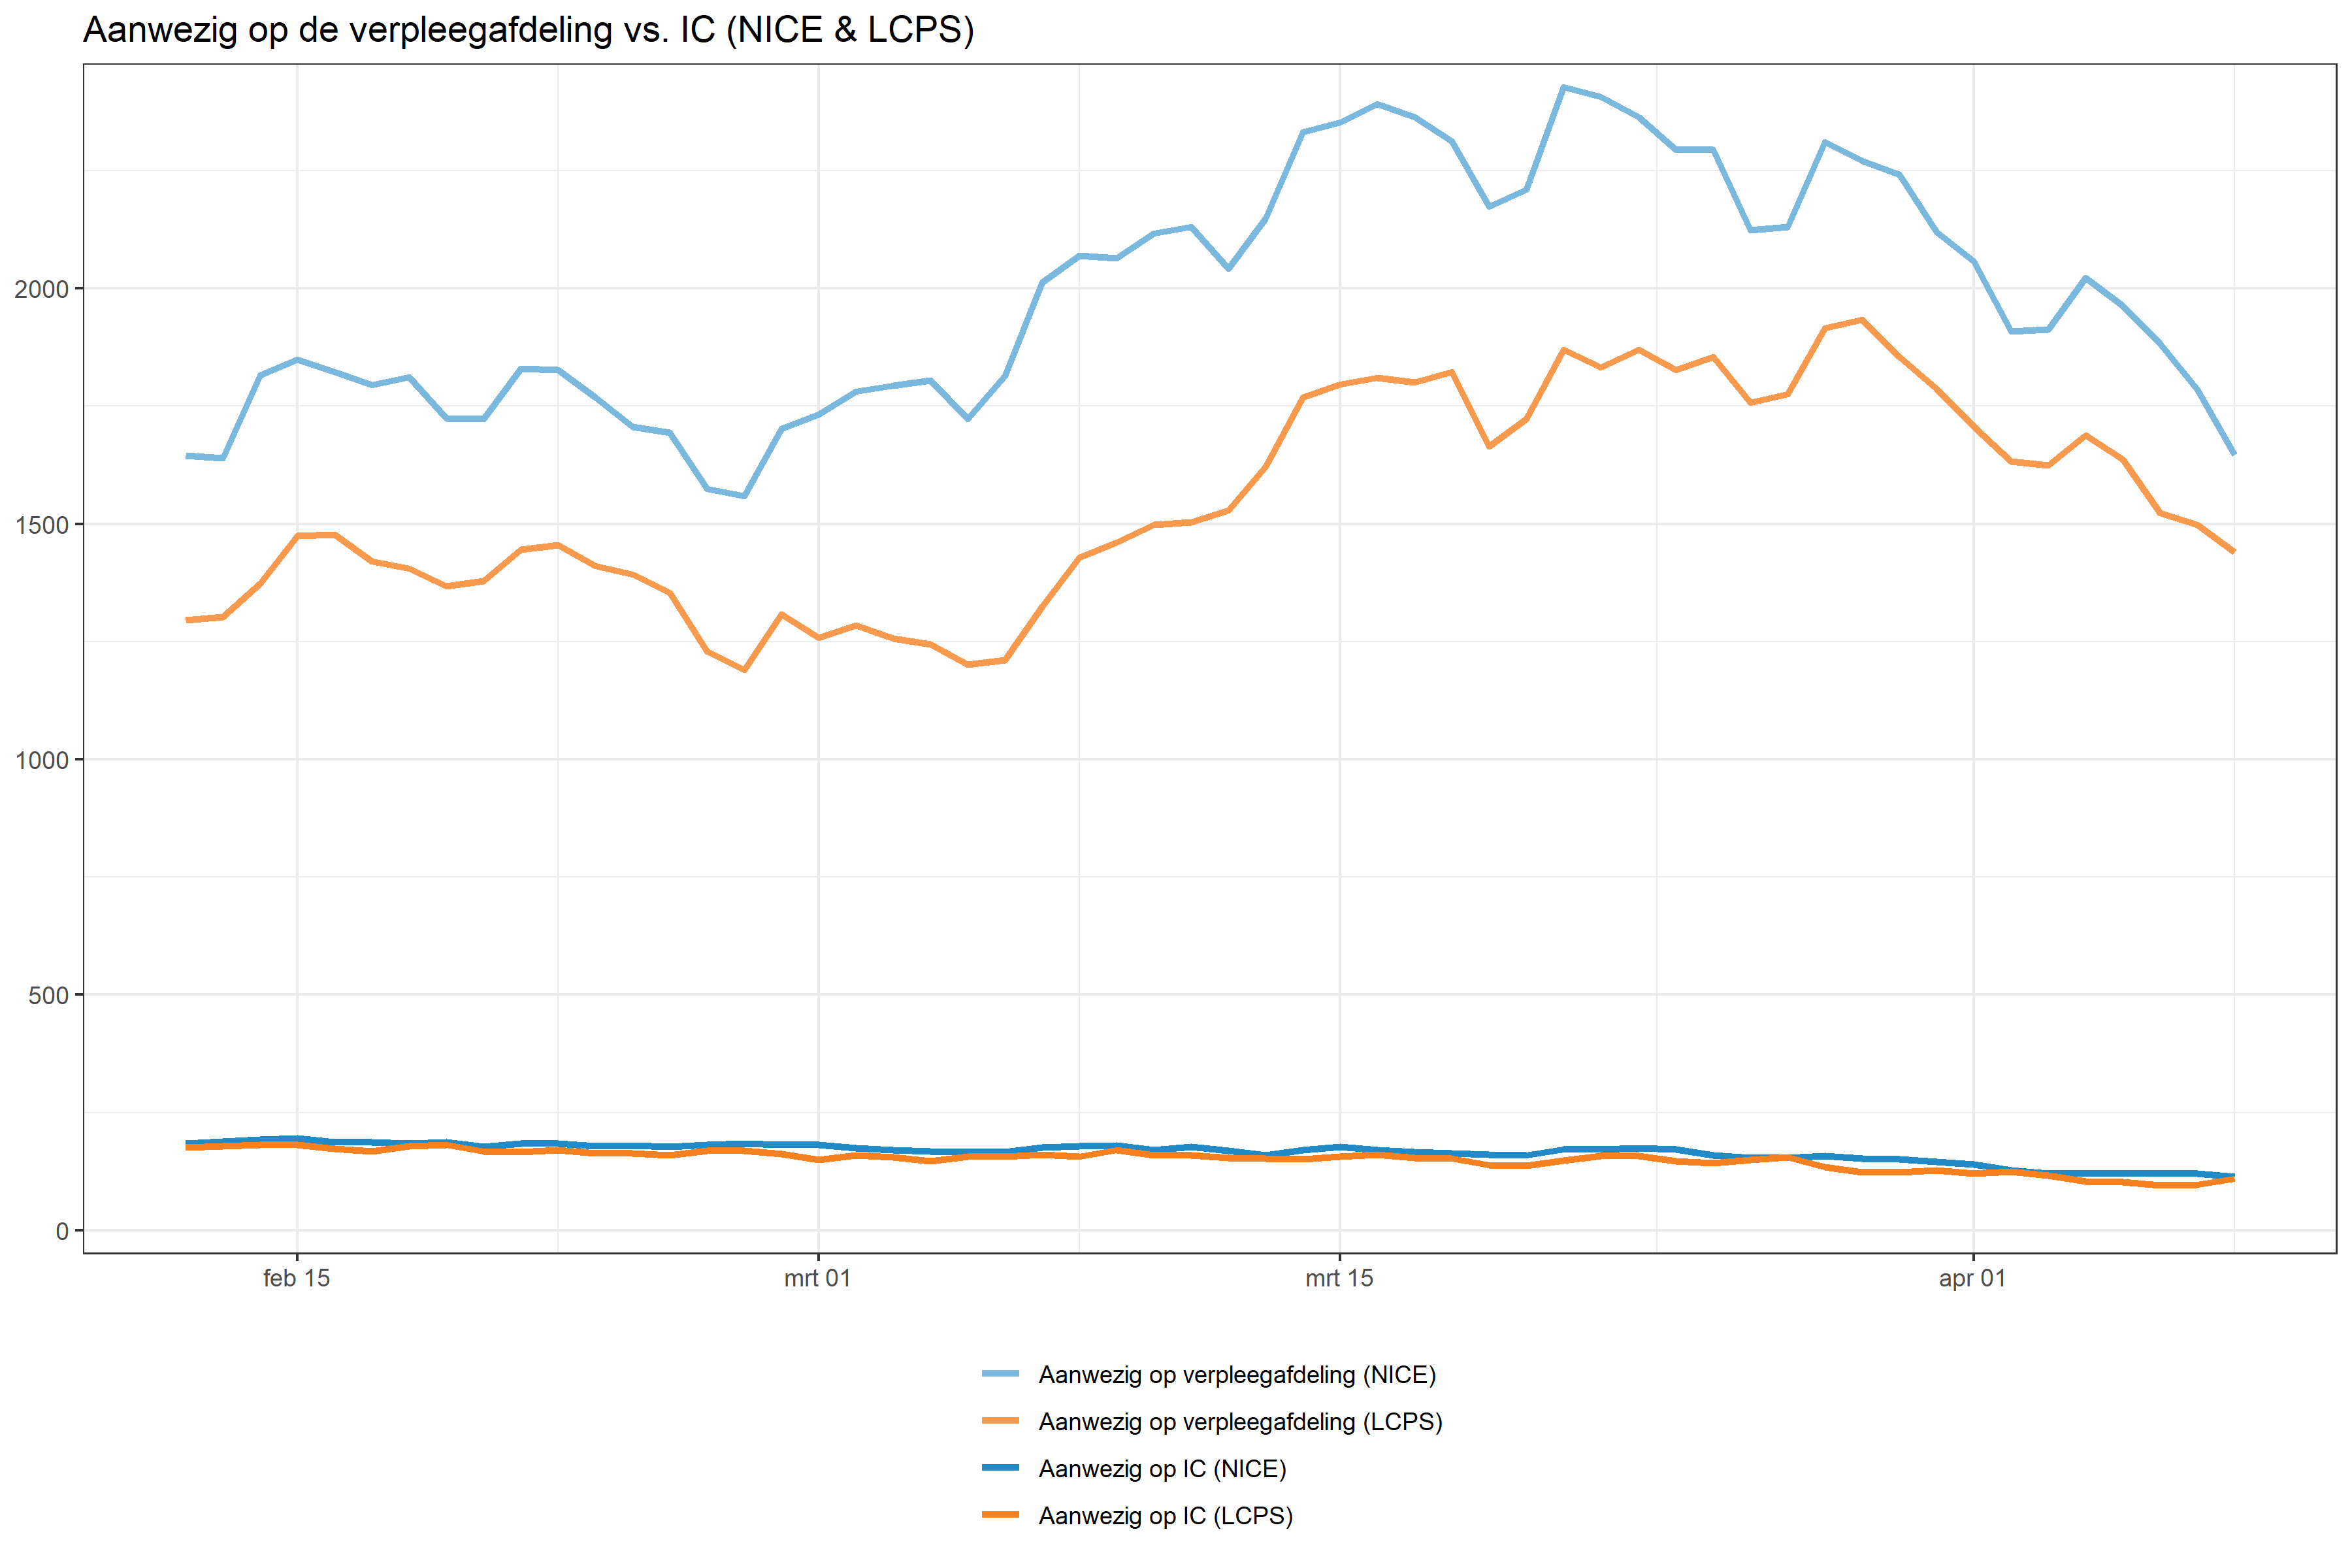 Aanwezig op de verpleegafdeling vs. IC (NICE & LCPS)
2000
1500
1000
500
0
feb 15 mrt 01 mrt 15 apr 01
Aanwezig op verpleegafdeling (NICE)
Aanwezig op verpleegafdeling (LCPS)
Aanwezig op IC (NICE)
Aanwezig op IC (LCPS)